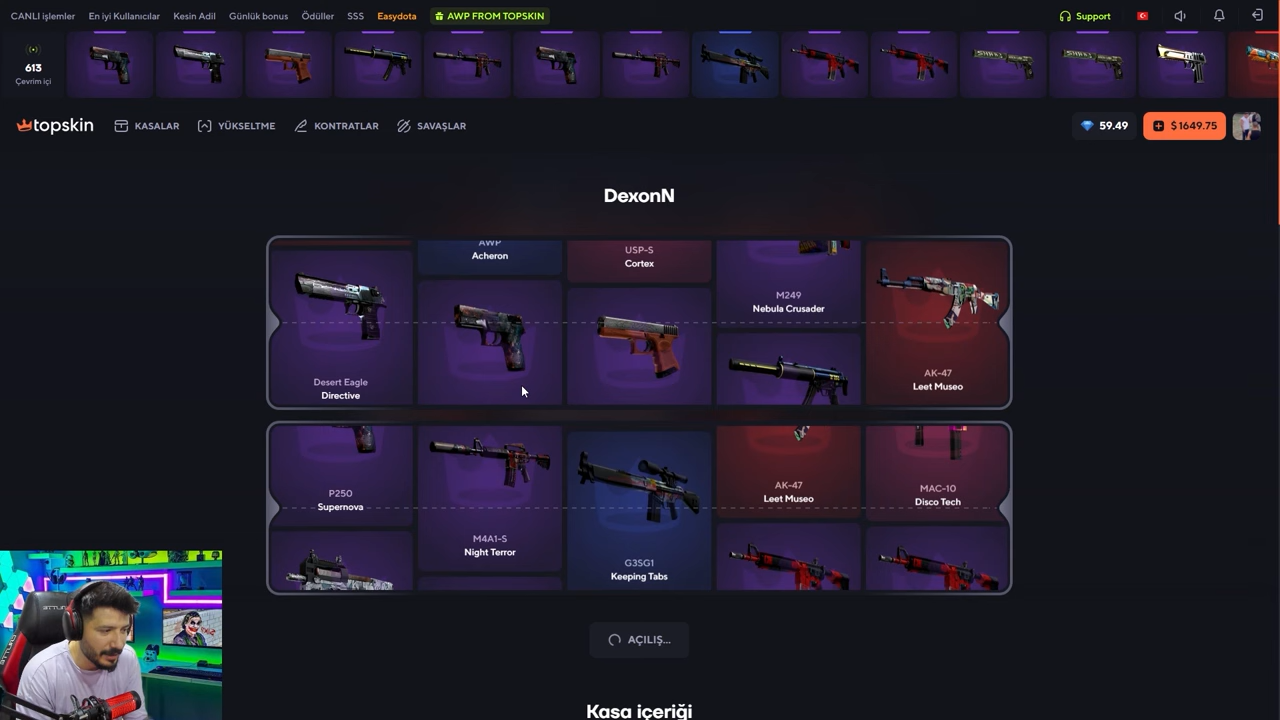 CANLI işlemler En iyi Kullanıcılar Kesin Adil Günlük bonus Ödüller SSS Easydota AWP FROM TOPSKIN Support
613
Çevrim içi
topskin KASALAR YÜKSELTME KONTRATLAR SAVAŞLAR 59.49 $ 1649.75
DexonN
AWP
Acheron
USP-S
Cortex
M249
Nebula Crusader
AK-47
Leet Museo
Desert Eagle
Directive
P250
Supernova
M4A1-S
Night Terror
G3SG1
Keeping Tabs
AK-47
Leet Museo
MAC-10
Disco Tech
AÇILIŞ...
Kasa içeriği